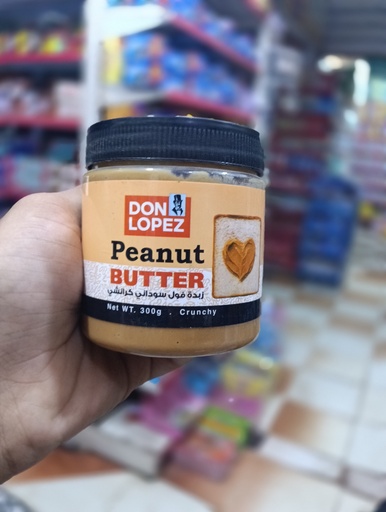 DON
LOPEZ
Peanut
BUTTER
زبدة فول سوداني كرانشي
Net WT. 300g . Crunchy